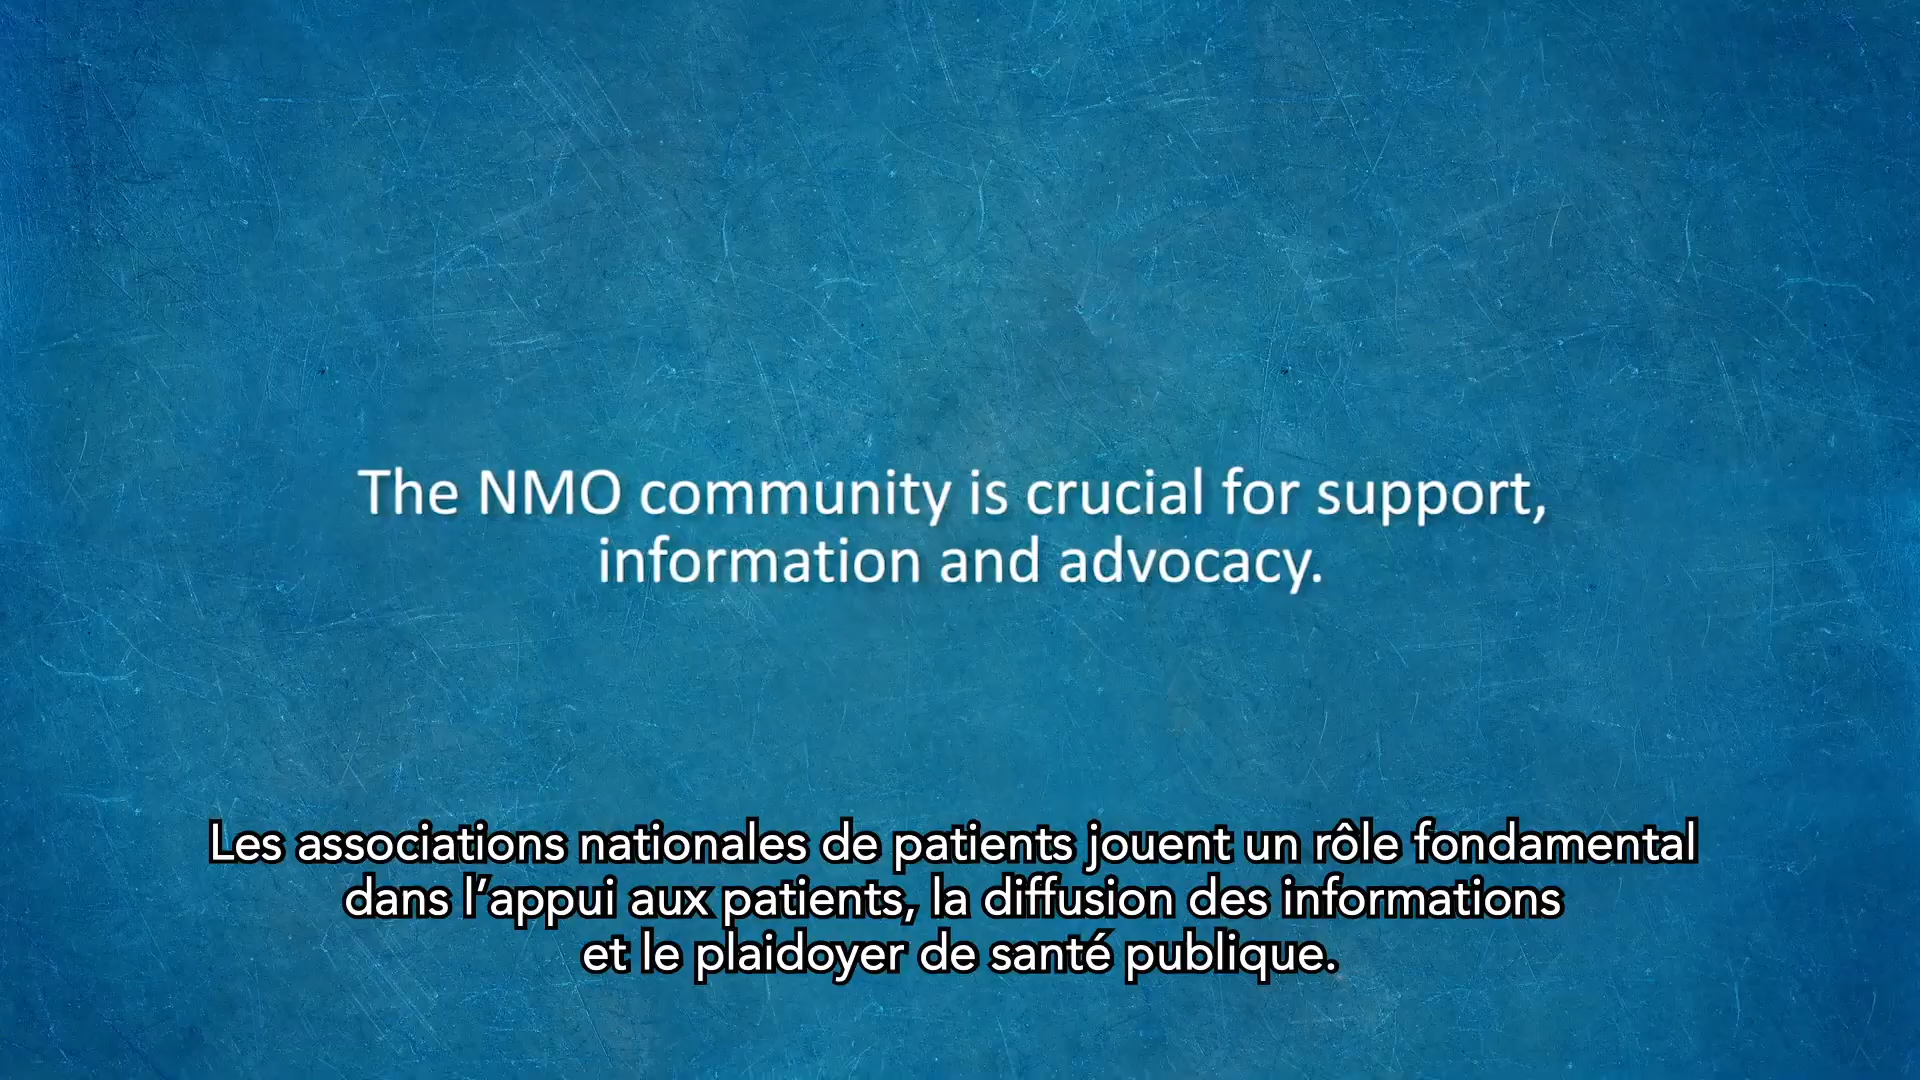 The NMO community is crucial for support,
information and advocacy.
Les associations nationales de patients jouent un rôle fondamental
dans l’appui aux patients, la diffusion des informations
et le plaidoyer de santé publique.